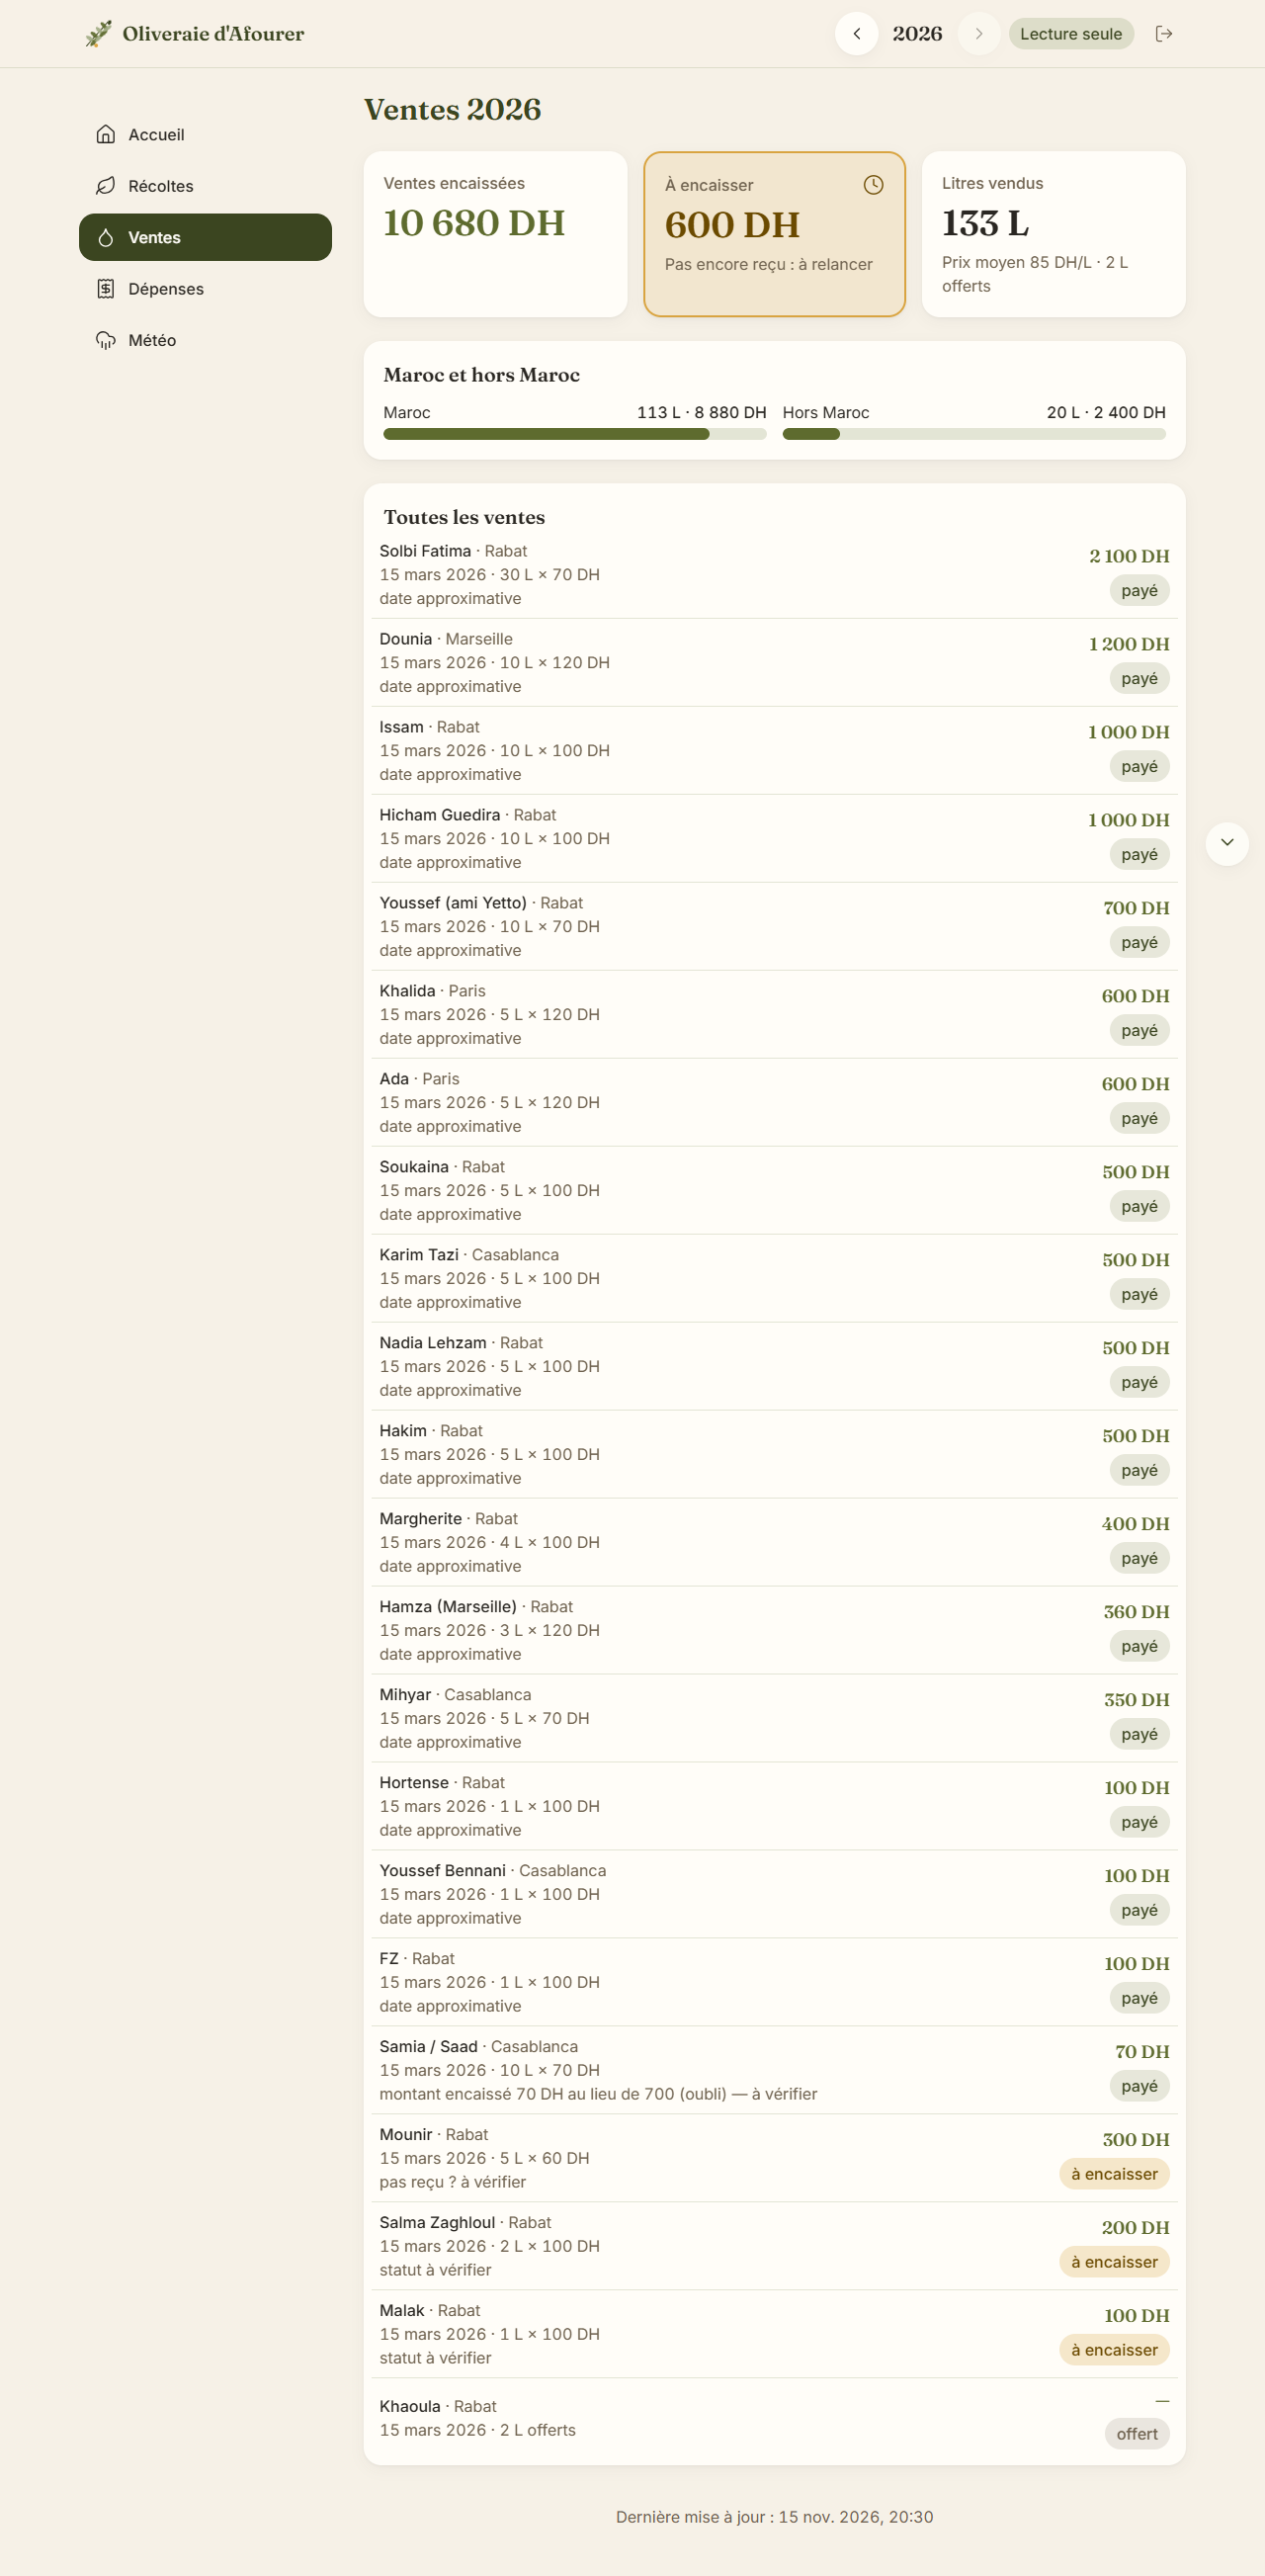 Oliveraie d'Afourer
2026
Lecture seule
Accueil
Récoltes
Ventes
Dépenses
Météo
Ventes 2026
Ventes encaissées
10 680 DH
À encaisser
600 DH
Pas encore reçu : à relancer
Litres vendus
133 L
Prix moyen 85 DH/L · 2 L
offerts
Maroc et hors Maroc
Maroc 113 L · 8 880 DH
Hors Maroc 20 L · 2 400 DH
Toutes les ventes
Solbi Fatima · Rabat
15 mars 2026 · 30 L × 70 DH
date approximative
2 100 DH
payé
Dounia · Marseille
15 mars 2026 · 10 L × 120 DH
date approximative
1 200 DH
payé
Issam · Rabat
15 mars 2026 · 10 L × 100 DH
date approximative
1 000 DH
payé
Hicham Guedira · Rabat
15 mars 2026 · 10 L × 100 DH
date approximative
1 000 DH
payé
Youssef (ami Yetto) · Rabat
15 mars 2026 · 10 L × 70 DH
date approximative
700 DH
payé
Khalida · Paris
15 mars 2026 · 5 L × 120 DH
date approximative
600 DH
payé
Ada · Paris
15 mars 2026 · 5 L × 120 DH
date approximative
600 DH
payé
Soukaina · Rabat
15 mars 2026 · 5 L × 100 DH
date approximative
500 DH
payé
Karim Tazi · Casablanca
15 mars 2026 · 5 L × 100 DH
date approximative
500 DH
payé
Nadia Lehzam · Rabat
15 mars 2026 · 5 L × 100 DH
date approximative
500 DH
payé
Hakim · Rabat
15 mars 2026 · 5 L × 100 DH
date approximative
500 DH
payé
Margherite · Rabat
15 mars 2026 · 4 L × 100 DH
date approximative
400 DH
payé
Hamza (Marseille) · Rabat
15 mars 2026 · 3 L × 120 DH
date approximative
360 DH
payé
Mihyar · Casablanca
15 mars 2026 · 5 L × 70 DH
date approximative
350 DH
payé
Hortense · Rabat
15 mars 2026 · 1 L × 100 DH
date approximative
100 DH
payé
Youssef Bennani · Casablanca
15 mars 2026 · 1 L × 100 DH
date approximative
100 DH
payé
FZ · Rabat
15 mars 2026 · 1 L × 100 DH
date approximative
100 DH
payé
Samia / Saad · Casablanca
15 mars 2026 · 10 L × 70 DH
montant encaissé 70 DH au lieu de 700 (oubli) — à vérifier
70 DH
payé
Mounir · Rabat
15 mars 2026 · 5 L × 60 DH
pas reçu ? à vérifier
300 DH
à encaisser
Salma Zaghloul · Rabat
15 mars 2026 · 2 L × 100 DH
statut à vérifier
200 DH
à encaisser
Malak · Rabat
15 mars 2026 · 1 L × 100 DH
statut à vérifier
100 DH
à encaisser
Khaoula · Rabat
15 mars 2026 · 2 L offerts
—
offert
Dernière mise à jour : 15 nov. 2026, 20:30